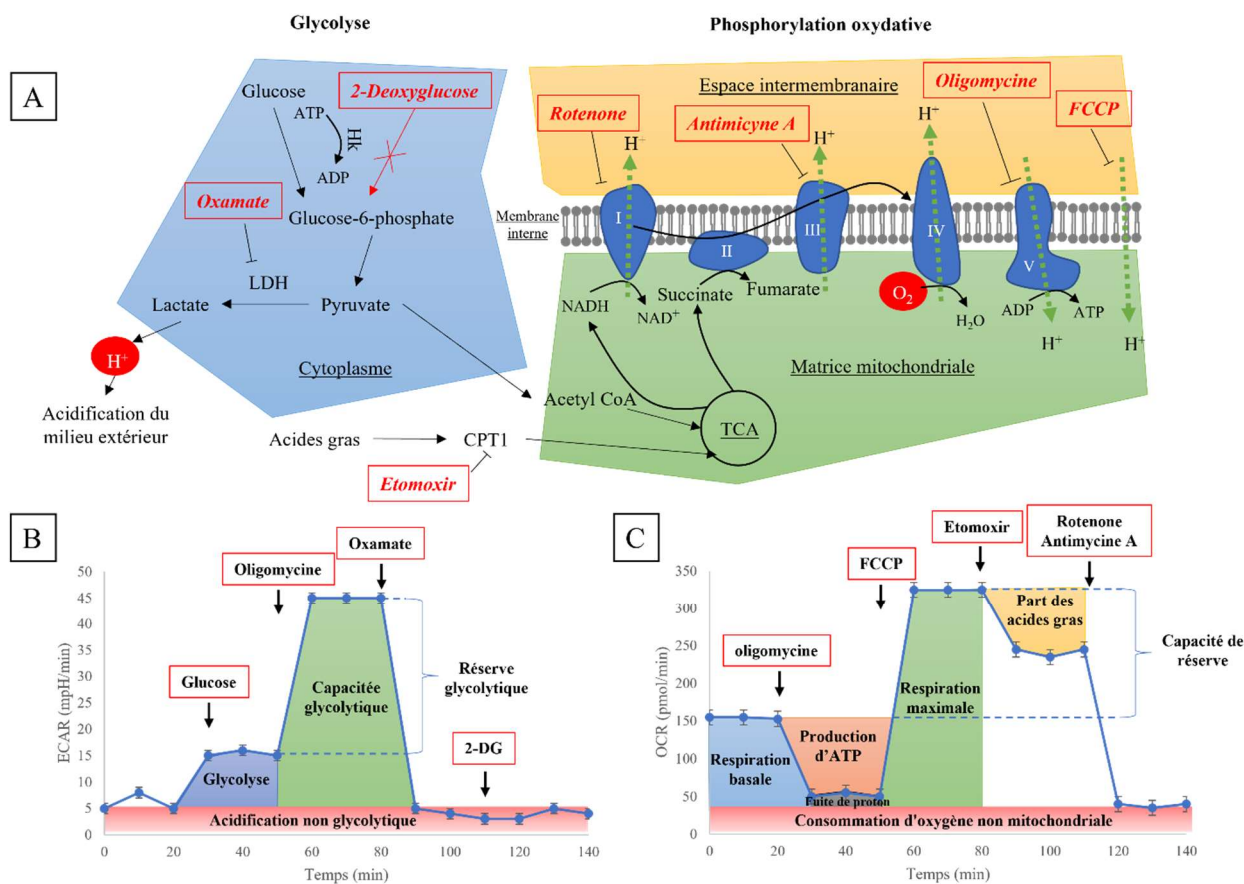 Glycolyse
Phosphorylation oxydative
A
Glucose
2-Deoxyglucose
ATP
Hk
ADP
Oxamate
Glucose-6-phosphate
LDH
Lactate
Pyruvate
H⁺
Cytoplasme
Acidification du
milieu extérieur
Acides gras
CPT1
Etomoxir
Espace intermembranaire
Rotenone
Antimicyne A
Oligomycine
FCCP
H⁺
H⁺
H⁺
Membrane
interne
I
II
III
IV
V
NADH
NAD⁺
Succinate
Fumarate
O₂
H₂O
ADP
ATP
H⁺
H⁺
Matrice mitochondriale
Acetyl CoA
TCA
B
Oxamate
Oligomycine
Glucose
2-DG
Réserve
glycolytique
Capacitée
glycolytique
Glycolyse
Acidification non glycolytique
ECAR (mpH/min)
50
45
40
35
30
25
20
15
10
5
0
0 20 40 60 80 100 120 140
Temps (min)
C
Etomoxir
Rotenone
Antimycine A
FCCP
oligomycine
Part des
acides gras
Capacité de
réserve
Respiration
maximale
Production
d'ATP
Respiration
basale
Fuite de proton
Consommation d'oxygène non mitochondriale
OCR (pmol/min)
350
300
250
200
150
100
50
0
0 20 40 60 80 100 120 140
Temps (min)